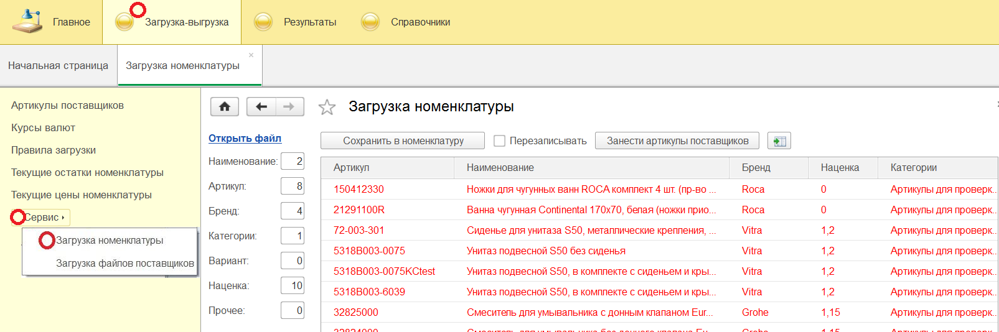 Главное
Загрузка-выгрузка
Результаты
Справочники
Начальная страница
Загрузка номенклатуры ×
Артикулы поставщиков
Курсы валют
Правила загрузки
Текущие остатки номенклатуры
Текущие цены номенклатуры
Сервис
Загрузка номенклатуры
Загрузка файлов поставщиков
Загрузка номенклатуры
Открыть файл
Наименование: 2
Артикул: 8
Бренд: 4
Категории: 1
Вариант: 0
Наценка: 10
Прочее: 0
Сохранить в номенклатуру Перезаписывать Занести артикулы поставщиков
Артикул Наименование Бренд Наценка Категории
150412330 Ножки для чугунных ванн ROCA комплект 4 шт. (пр-во ... Roca 0 Артикулы для проверк...
21291100R Ванна чугунная Continental 170x70, белая (ножки прио... Roca 0 Артикулы для проверк...
72-003-301 Сиденье для унитаза S50, металлические крепления, ... Vitra 1,2 Артикулы для проверк...
5318B003-0075 Унитаз подвесной S50 без сиденья Vitra 1,2 Артикулы для проверк...
5318B003-0075KCtest Унитаз подвесной S50, в комплекте с сиденьем и кры... Vitra 1,2 Артикулы для проверк...
5318B003-6039 Унитаз подвесной S50, в комплекте с сиденьем и кры... Vitra 1,2 Артикулы для проверк...
32825000 Смеситель для умывальника с донным клапаном Eur... Grohe 1,15 Артикулы для проверк...